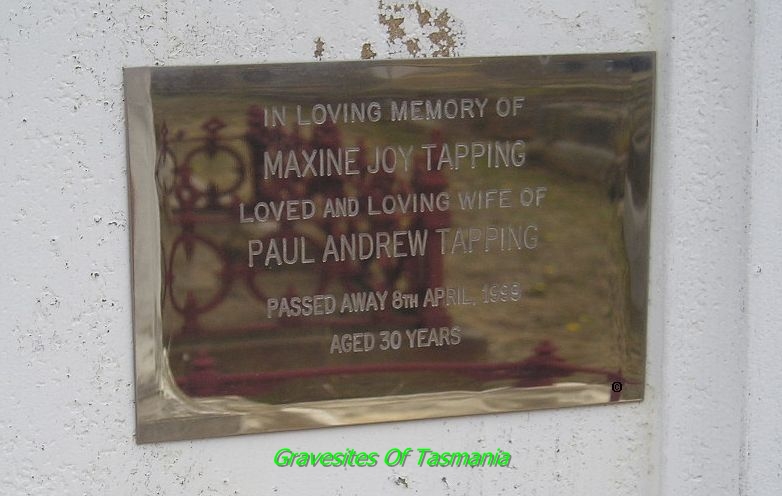 IN LOVING MEMORY OF
MAXINE JOY TAPPING
LOVED AND LOVING WIFE OF
PAUL ANDREW TAPPING
PASSED AWAY 8TH APRIL, 1999
AGED 30 YEARS
Gravesites Of Tasmania